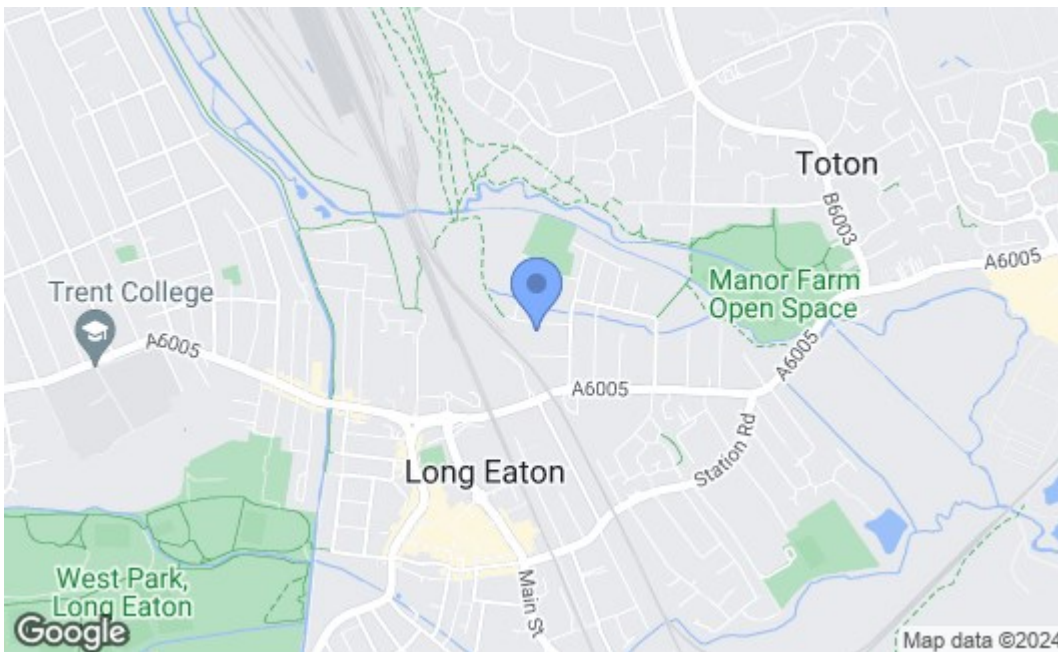 Toton
B6003
A6005
Manor Farm
Open Space
Trent College
A6005
A6005
A6005
Long Eaton
Station Rd
West Park,
Long Eaton
Main St
Google
Map data ©2024